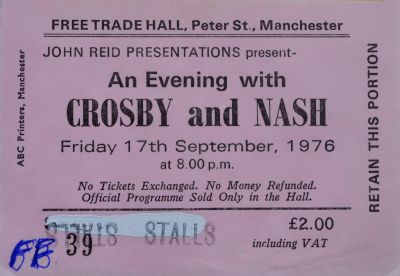 FREE TRADE HALL, Peter St., Manchester
JOHN REID PRESENTATIONS present-
An Evening with
CROSBY and NASH
Friday 17th September, 1976
at 8.00 p.m.
No Tickets Exchanged. No Money Refunded.
Official Programme Sold Only in the Hall.
STALLS
£2.00
including VAT
39
ABC Printers, Manchester
RETAIN THIS PORTION